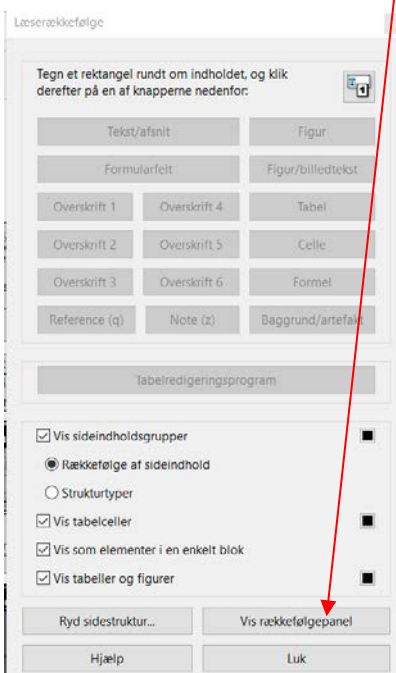 Læserækkefølge
Tegn et rektangel rundt om indholdet, og klik
derefter på en af knapperne nedenfor:
Tekst/afsnit Figur
Formularfelt Figur/billedtekst
Overskrift 1 Overskrift 4 Tabel
Overskrift 2 Overskrift 5 Celle
Overskrift 3 Overskrift 6 Formel
Reference (q) Note (z) Baggrund/artefakt
Tabelredigeringsprogram
Vis sideindholdsgrupper
Rækkefølge af sideindhold
Strukturtyper
Vis tabelceller
Vis som elementer i en enkelt blok
Vis tabeller og figurer
Ryd sidestruktur... Vis rækkefølgepanel
Hjælp Luk